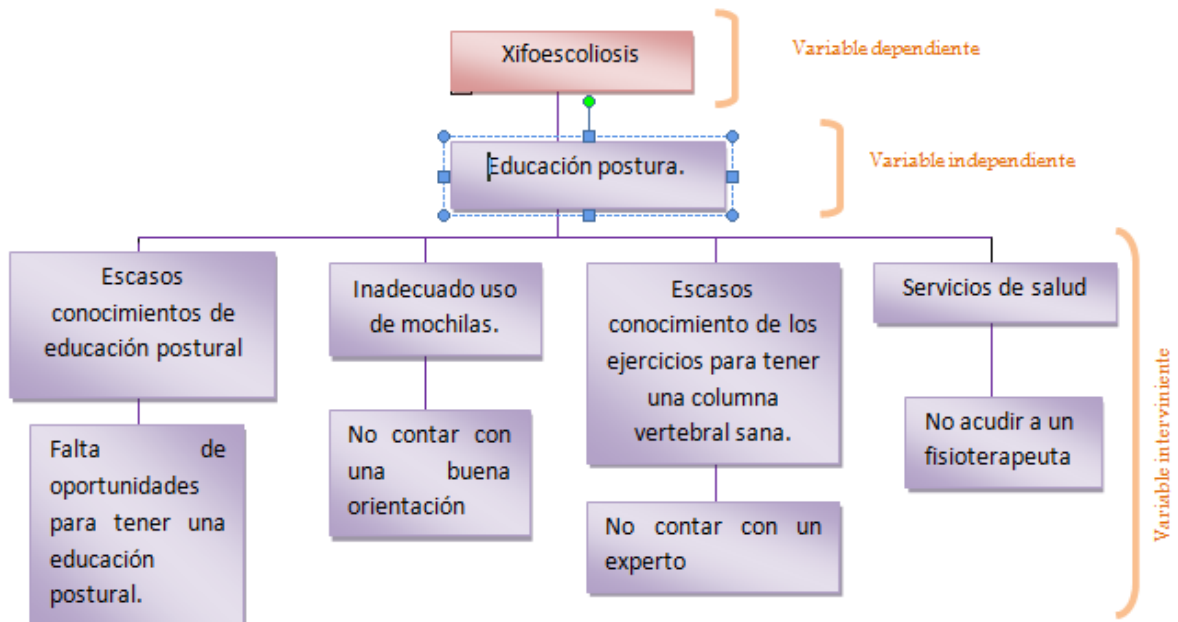 Xifoescoliosis
Variable dependiente
Educación postura.
Variable independiente
Escasos
conocimientos de
educación postural
Inadecuado uso
de mochilas.
Escasos
conocimiento de los
ejercicios para tener
una columna
vertebral sana.
Servicios de salud
Falta de
oportunidades
para tener una
educación
postural.
No contar con
una buena
orientación
No contar con un
experto
No acudir a un
fisioterapeuta
Variable interviniente